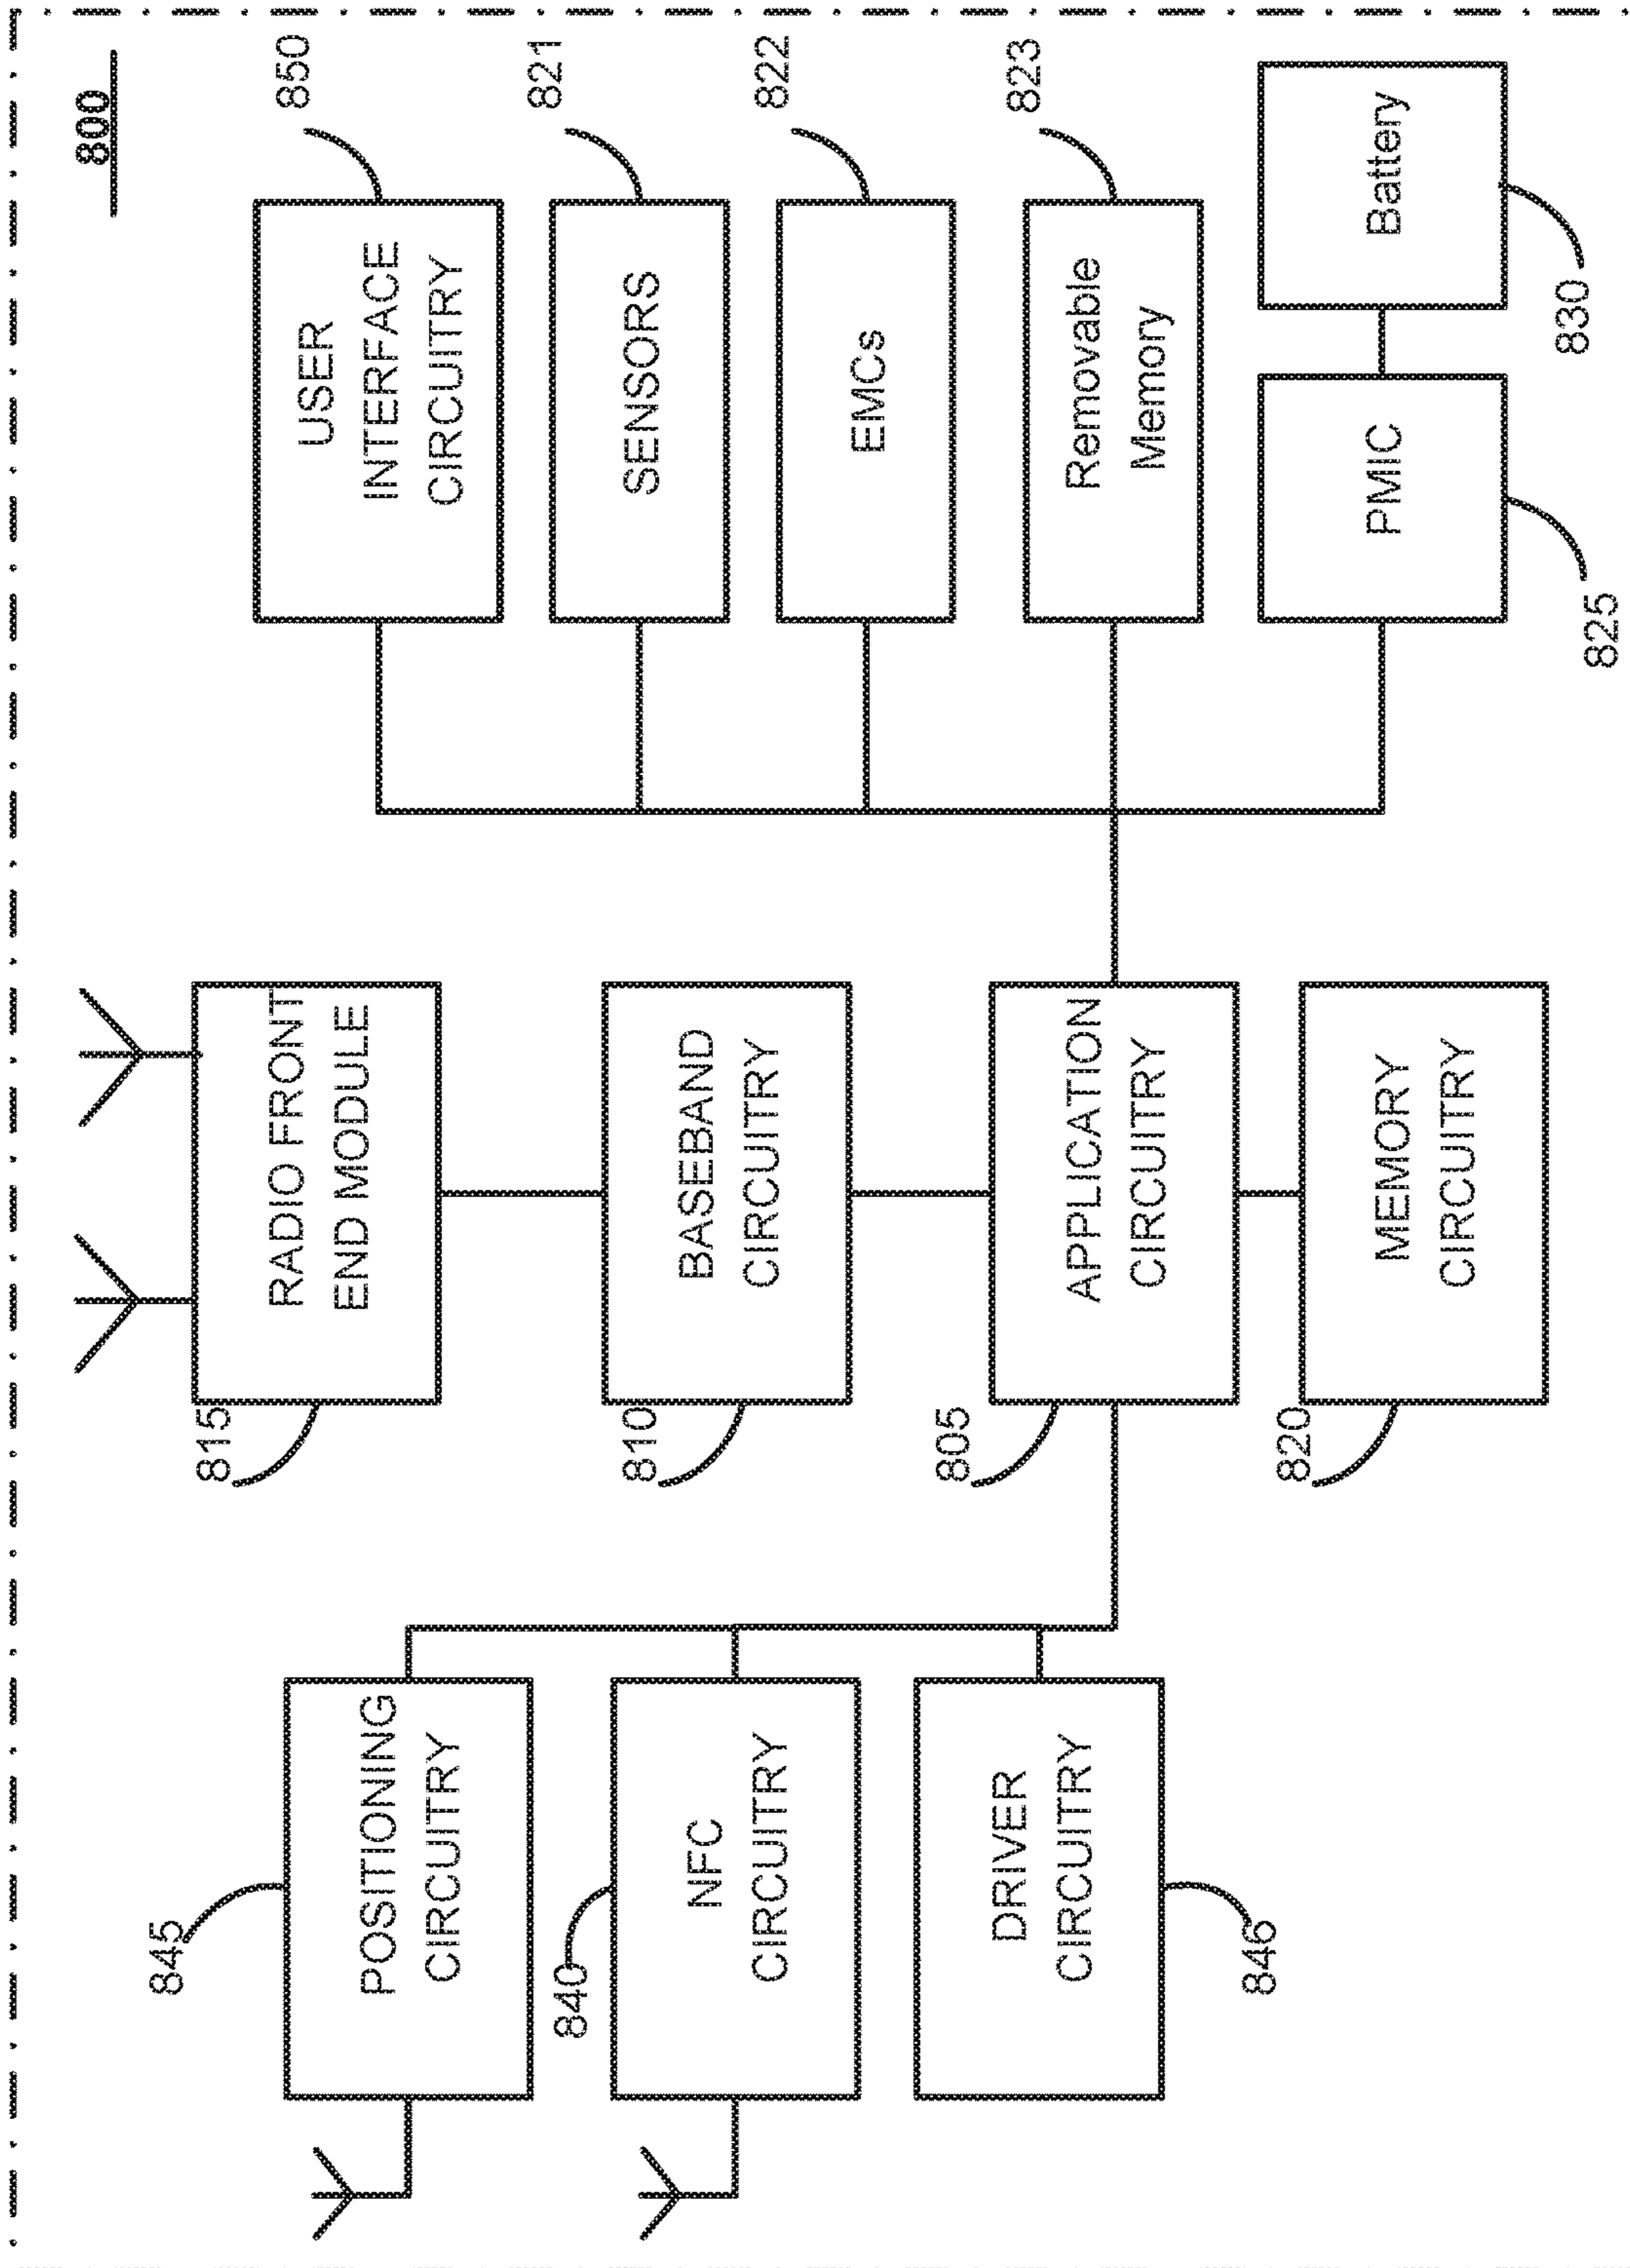 800
845
POSITIONING
CIRCUITRY
840
NFC
CIRCUITRY
DRIVER
CIRCUITRY
846
815
RADIO FRONT
END MODULE
810
BASEBAND
CIRCUITRY
805
APPLICATION
CIRCUITRY
820
MEMORY
CIRCUITRY
850
USER
INTERFACE
CIRCUITRY
821
SENSORS
822
EMCs
823
Removable
Memory
PMIC
825
Battery
830